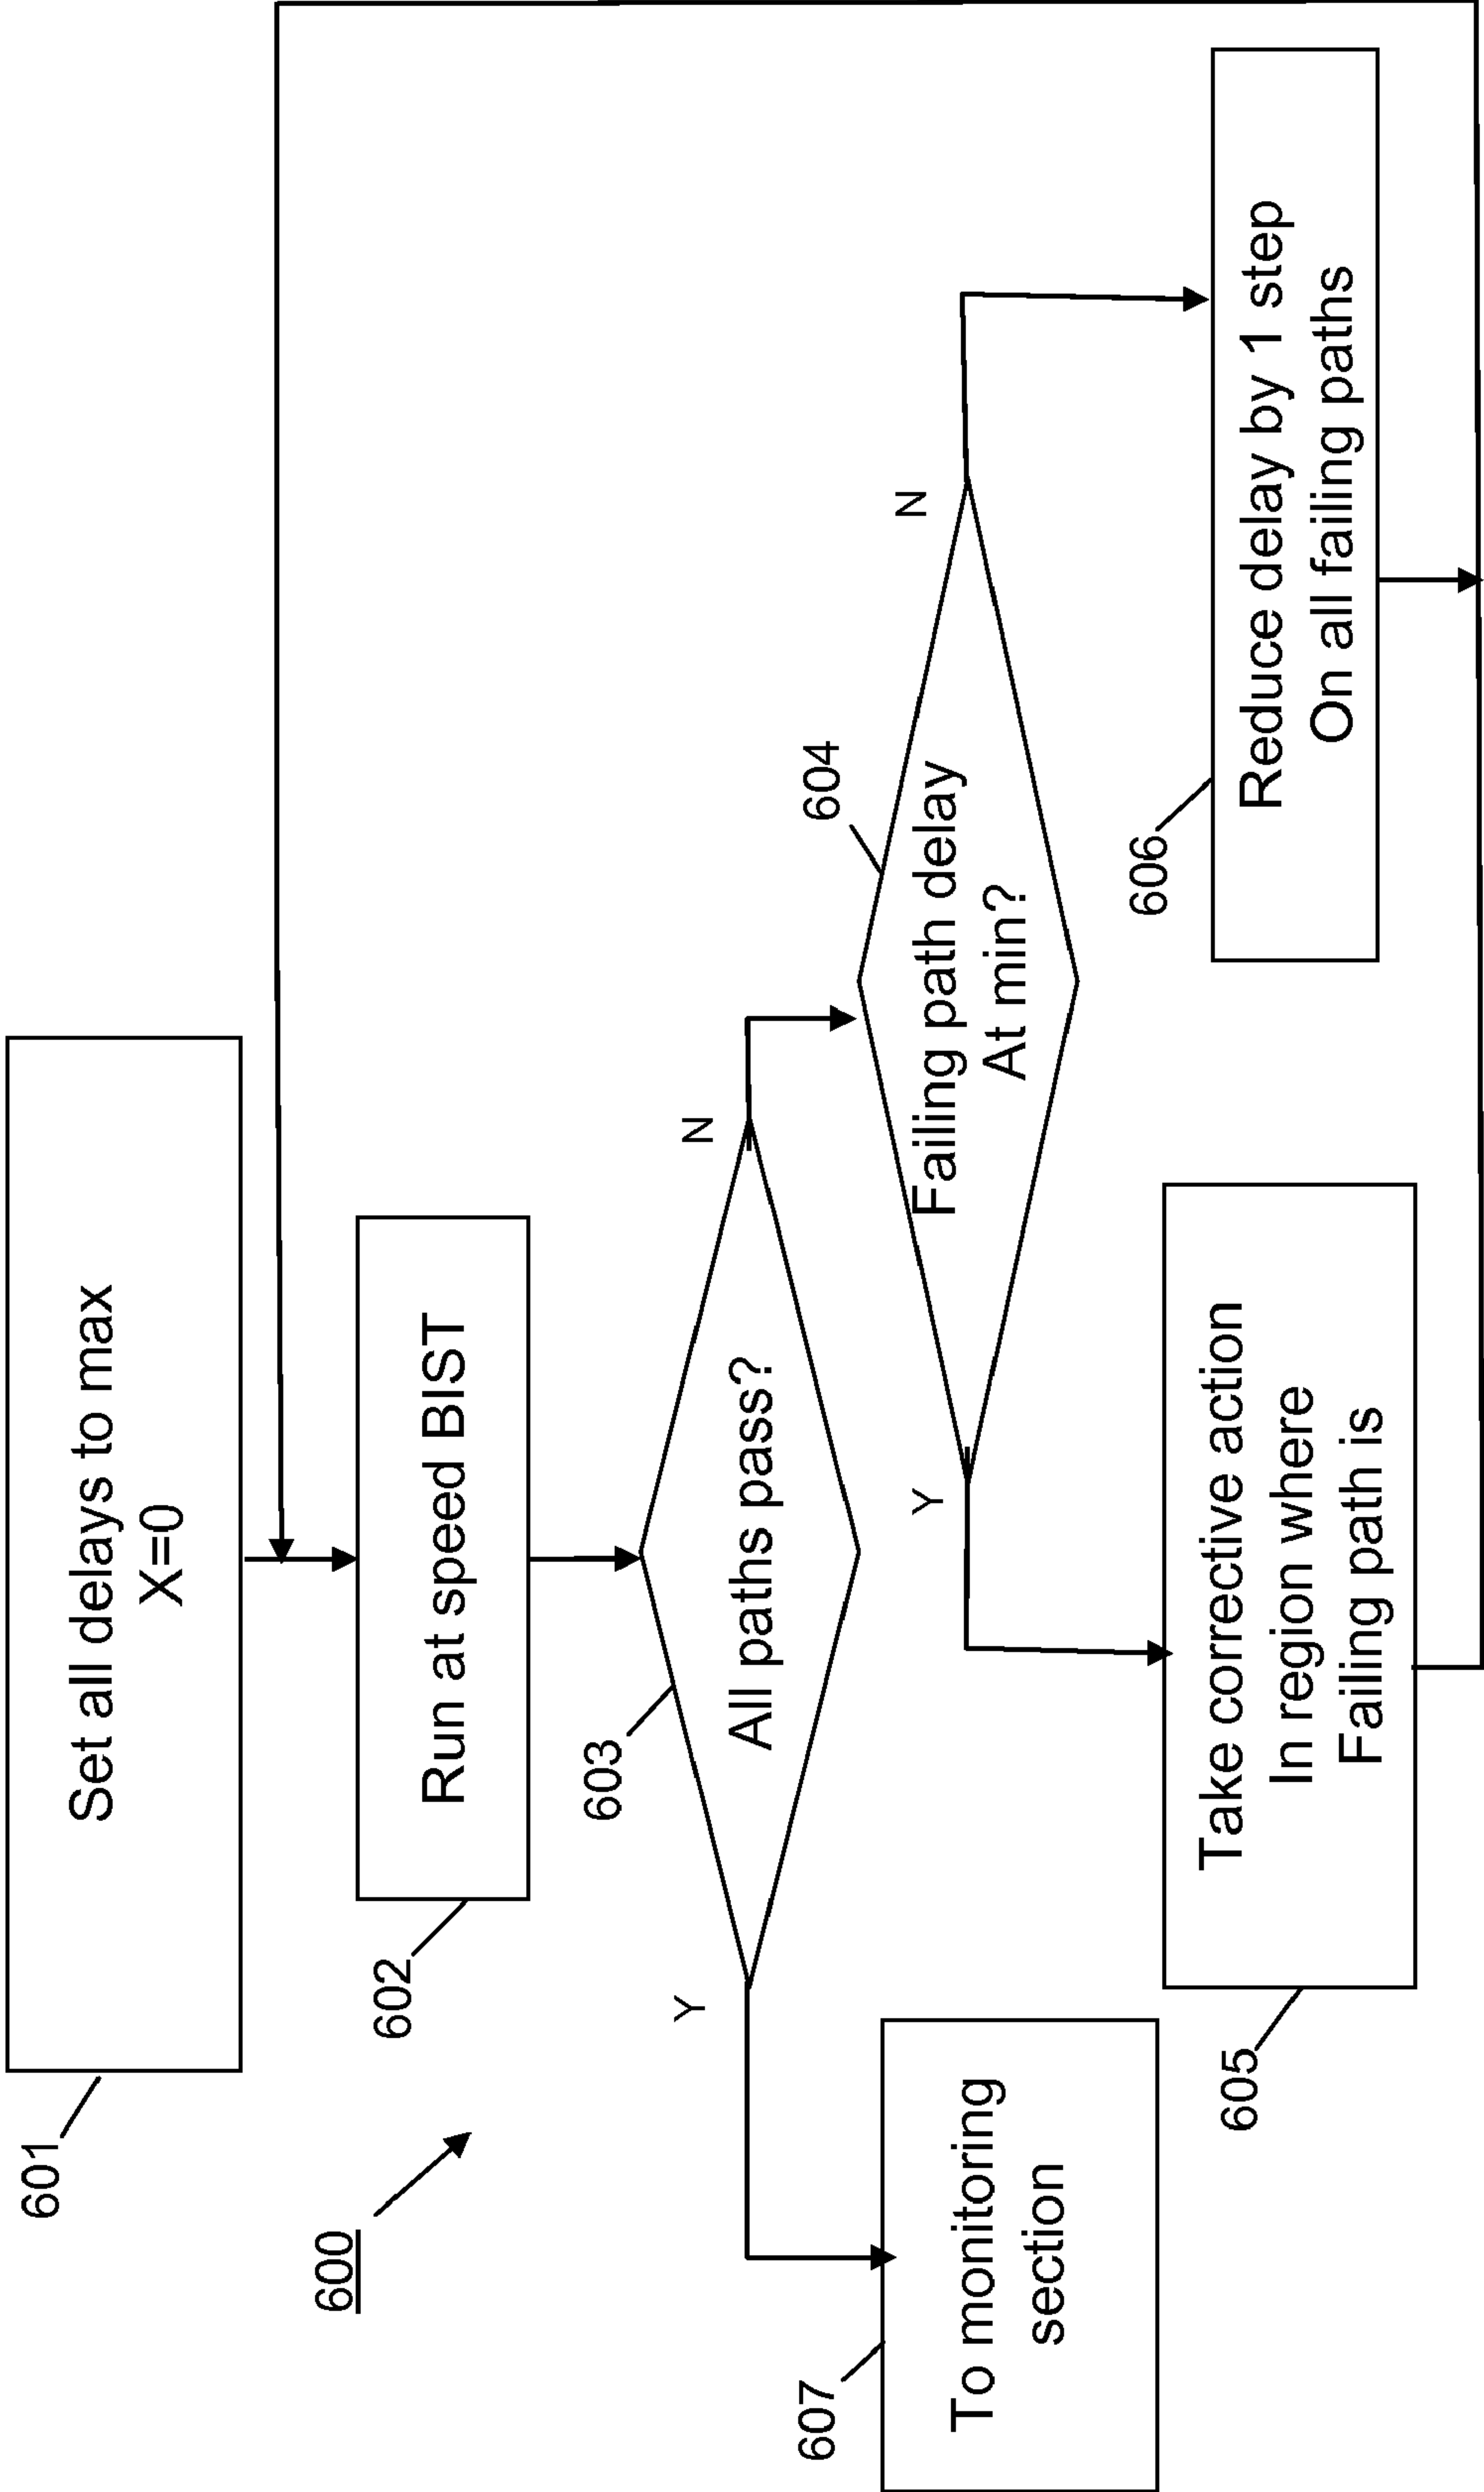 601
Set all delays to max
X=0
600
602
Run at speed BIST
603
All paths pass?
Y
N
604
Failing path delay
At min?
Y
N
607
To monitoring
section
605
Take corrective action
In region where
Failing path is
606
Reduce delay by 1 step
On all failing paths